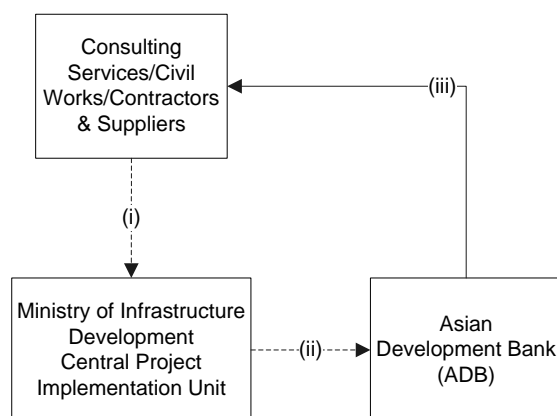 Consulting
Services/Civil
Works/Contractors
& Suppliers
(iii)
(i)
Ministry of Infrastructure
Development
Central Project
Implementation Unit
(ii)
Asian
Development Bank
(ADB)